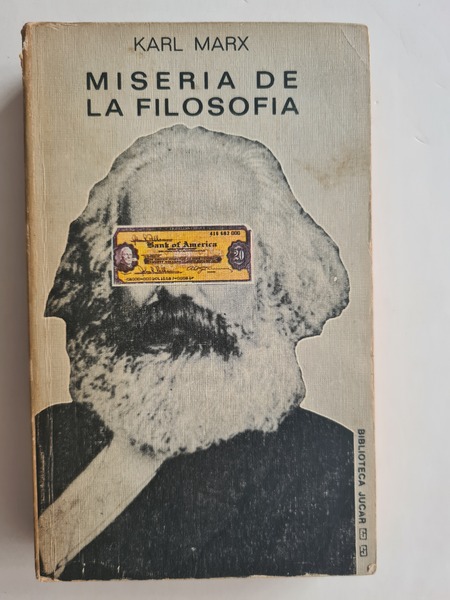 KARL MARX
MISERIA DE
LA FILOSOFIA
Bank of America
20
BIBLIOTECA JUCAR